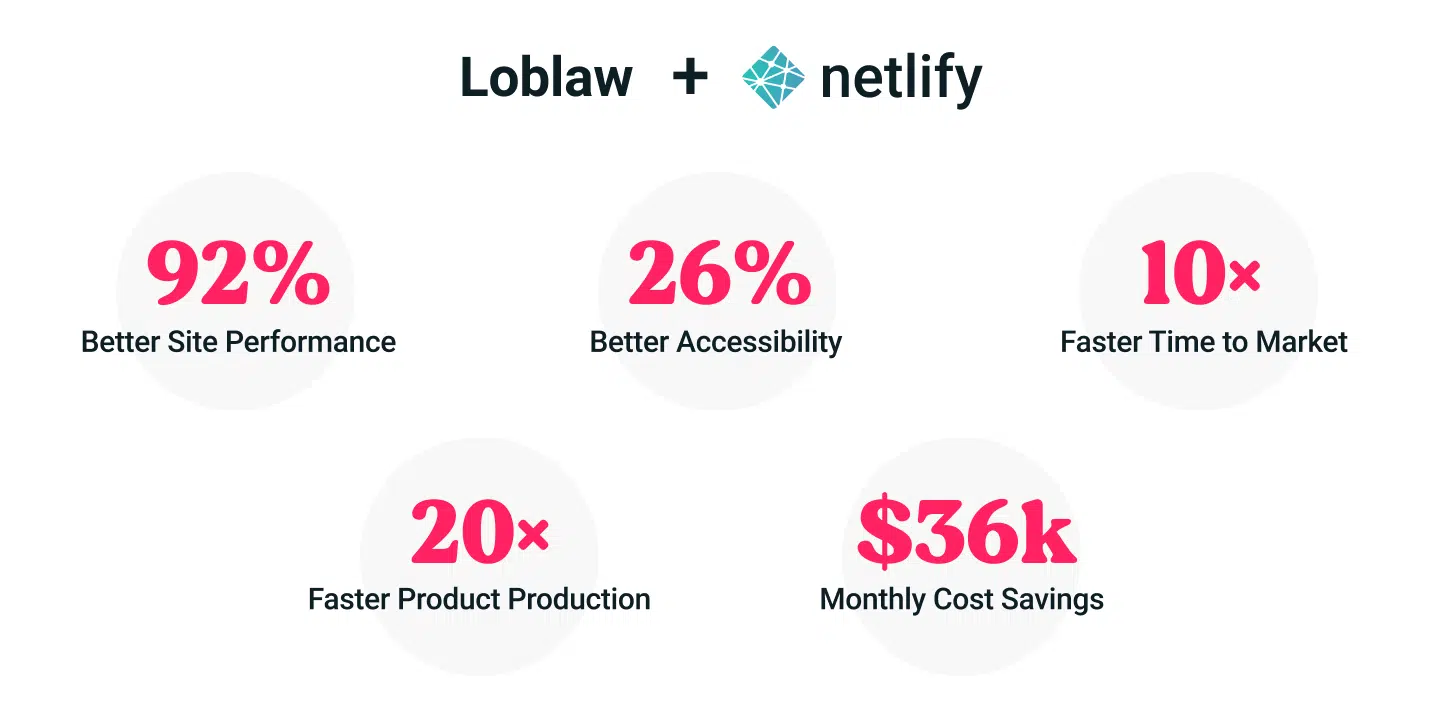 Loblaw + netlify
92%
Better Site Performance
26%
Better Accessibility
10×
Faster Time to Market
20×
Faster Product Production
$36k
Monthly Cost Savings